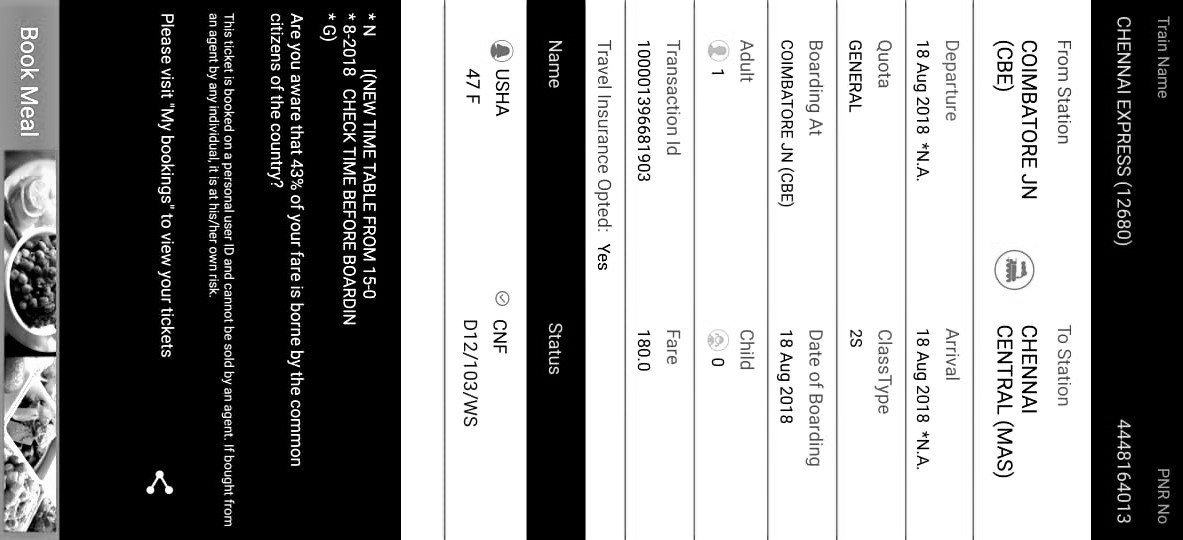 Train Name PNR No
CHENNAI EXPRESS (12680) 4448164013
From Station To Station
COIMBATORE JN CHENNAI
(CBE) CENTRAL (MAS)
Departure Arrival
18 Aug 2018 *N.A. 18 Aug 2018 *N.A.
Quota ClassType
GENERAL 2S
Boarding At Date of Boarding
COIMBATORE JN (CBE) 18 Aug 2018
Adult Child
1 0
Transaction Id Fare
100001396681903 180.0
Travel Insurance Opted: Yes
Name Status
USHA CNF
47 F D12/103/WS
* N I(NEW TIME TABLE FROM 15-0
* 8-2018 CHECK TIME BEFORE BOARDIN
* G)
Are you aware that 43% of your fare is borne by the common
citizens of the country?
This ticket is booked on a personal user ID and cannot be sold by an agent. If bought from
an agent by any individual, it is at his/her own risk.
Please visit "My bookings" to view your tickets
Book Meal